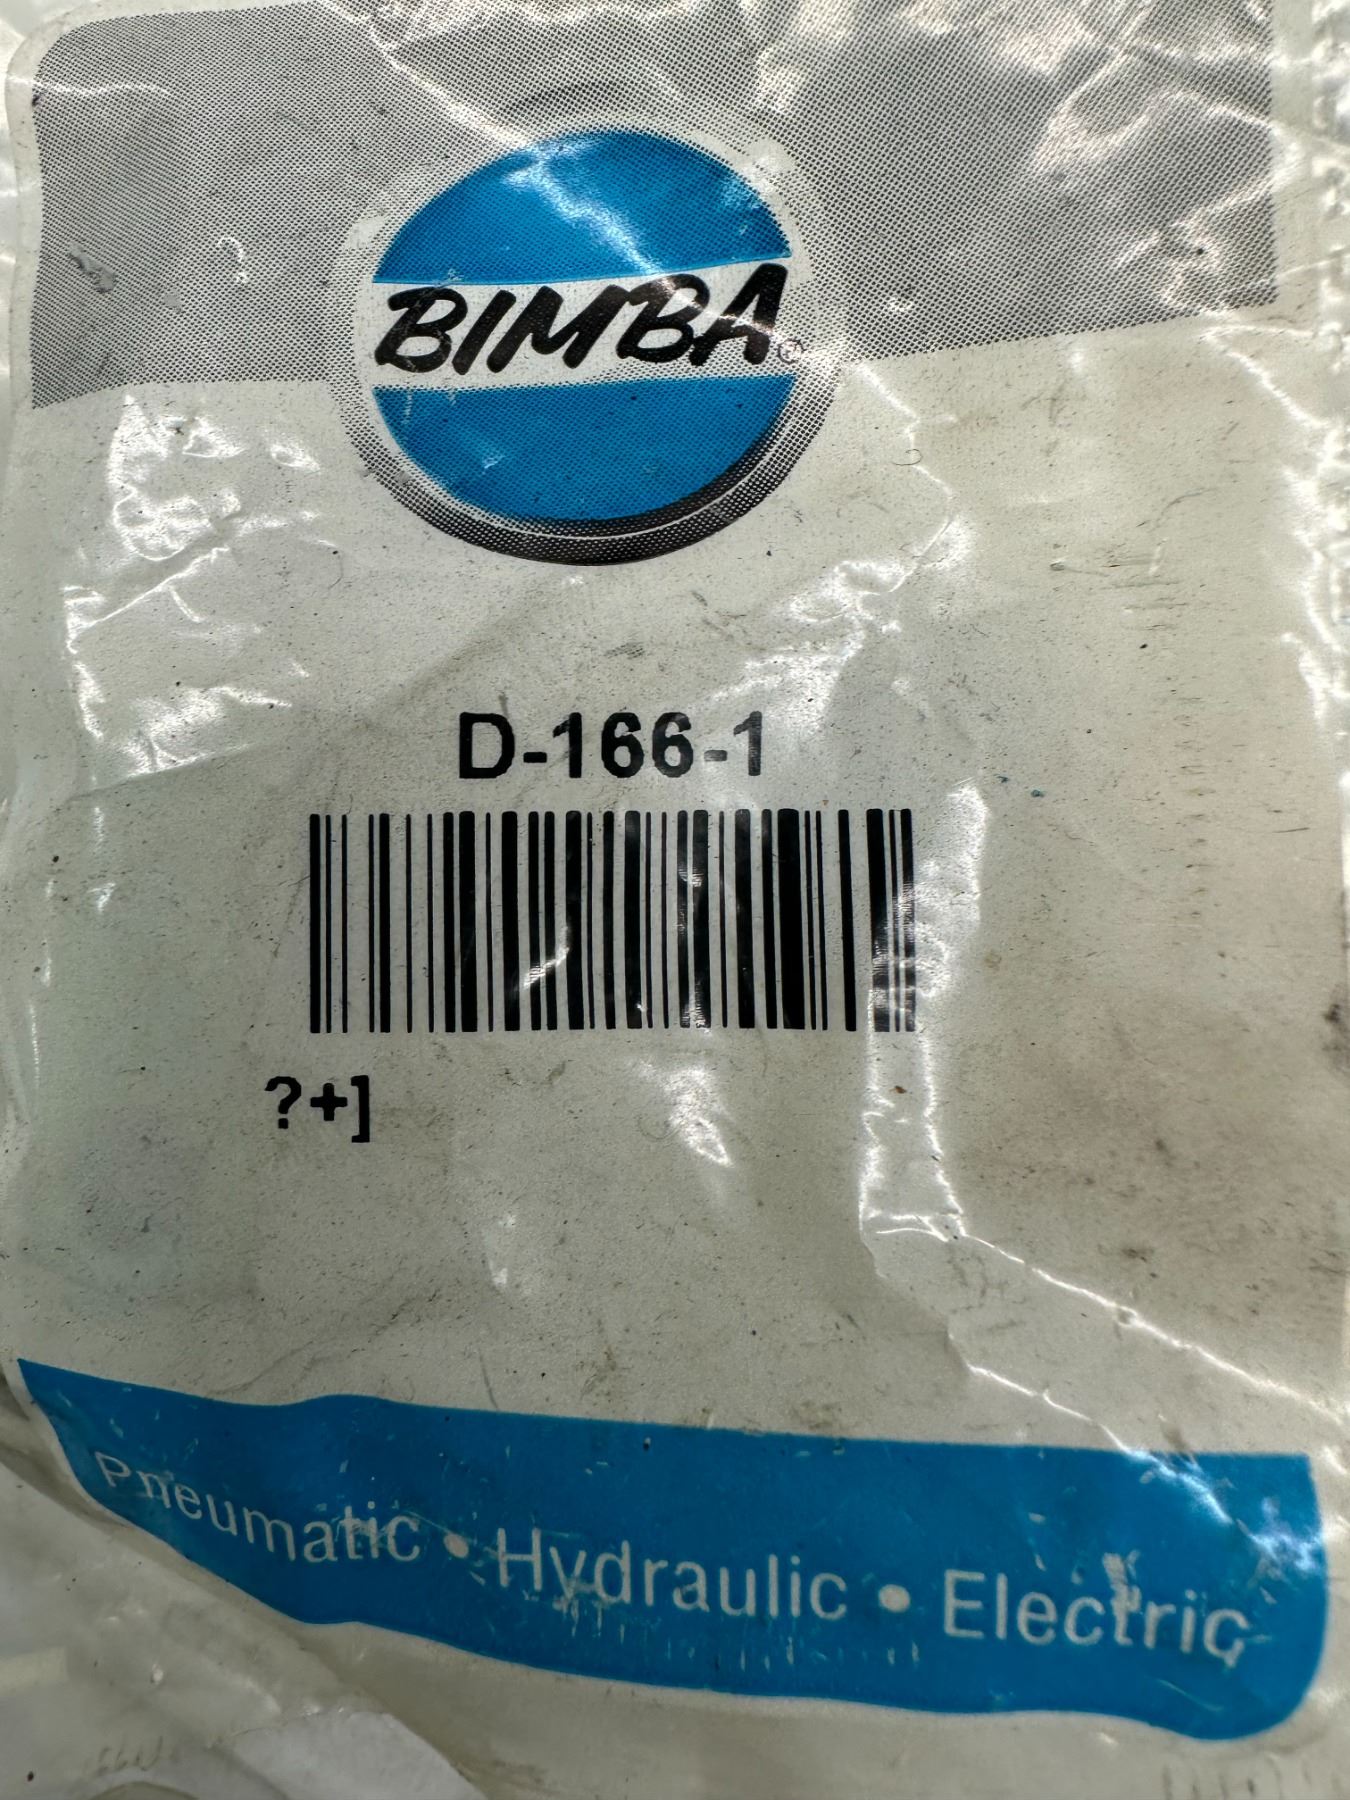 BIMBA®
D-166-1
?+]
Pneumatic • Hydraulic • Electric